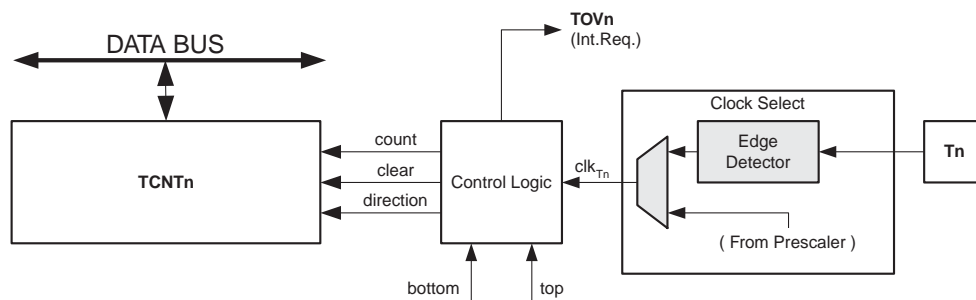 TOVn
(Int.Req.)
DATA BUS
Clock Select
count
Edge
Detector
Tn
TCNTn
clear
Control Logic
clkTn
direction
( From Prescaler )
bottom
top